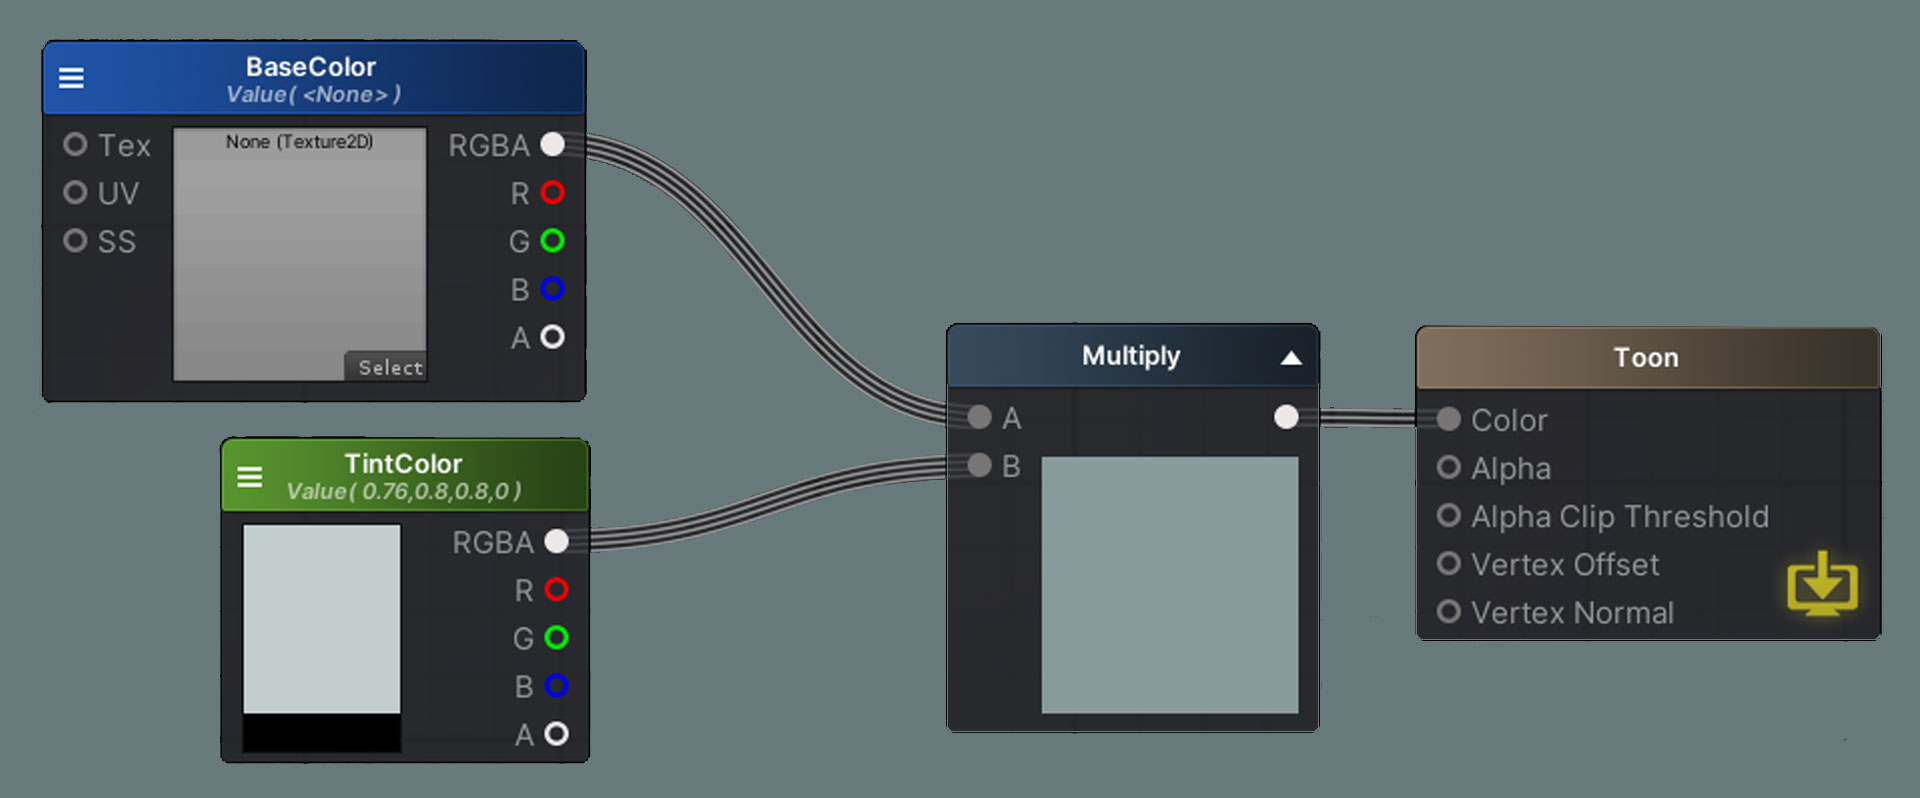 BaseColor
Value( <None> )
Tex
UV
SS
None (Texture2D)
Select
RGBA
R
G
B
A
TintColor
Value( 0.76,0.8,0.8,0 )
RGBA
R
G
B
A
Multiply
A
B
Toon
Color
Alpha
Alpha Clip Threshold
Vertex Offset
Vertex Normal